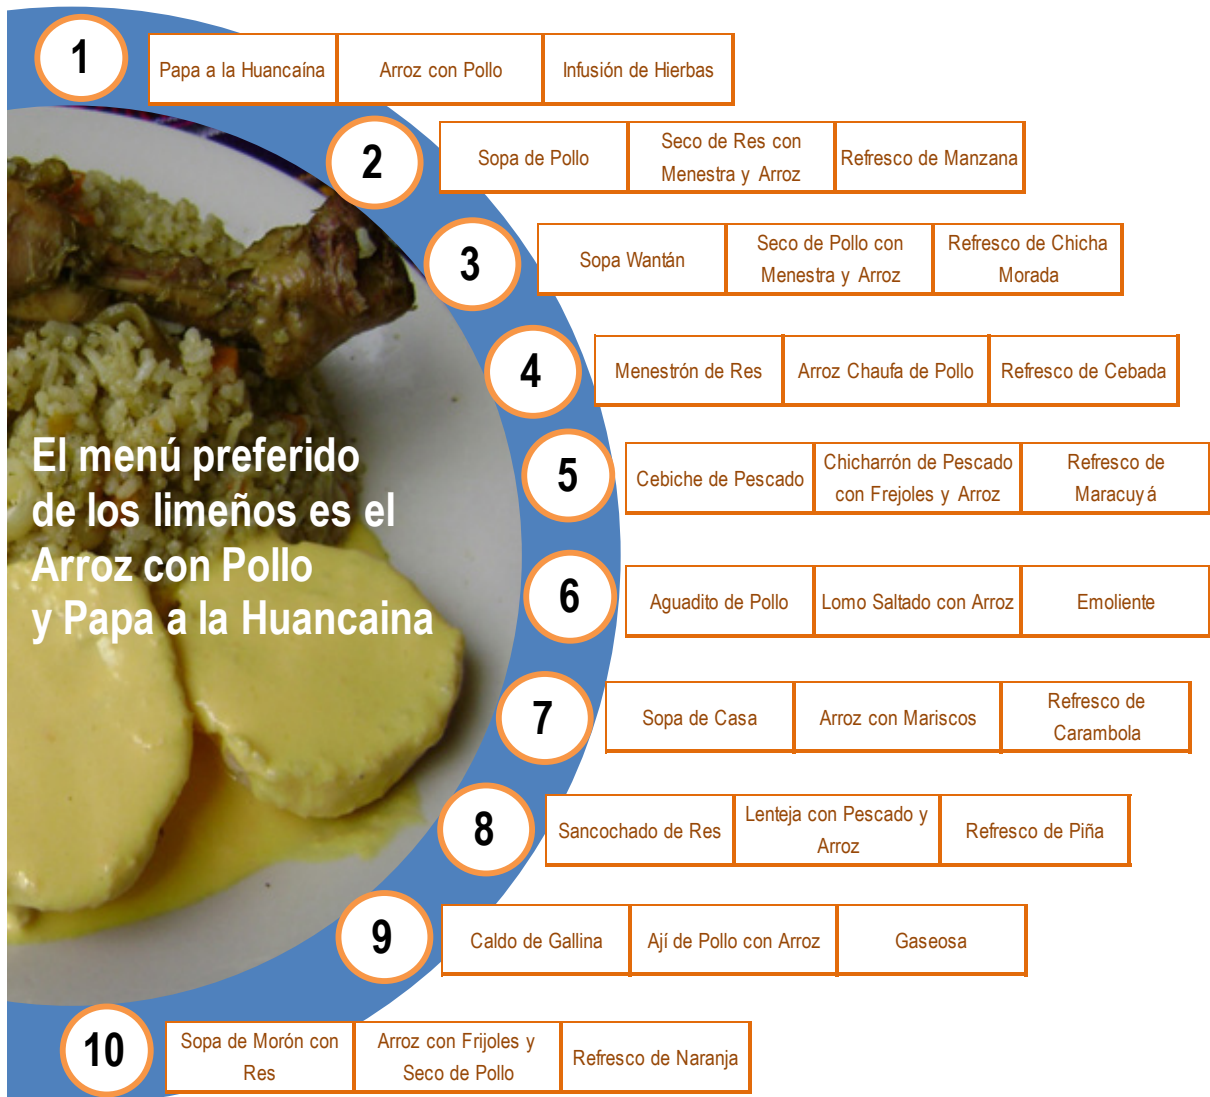 1
Papa a la Huancaína
Arroz con Pollo
Infusión de Hierbas
2
Sopa de Pollo
Seco de Res con
Menestra y Arroz
Refresco de Manzana
3
Sopa Wantán
Seco de Pollo con
Menestra y Arroz
Refresco de Chicha
Morada
4
Menestrón de Res
Arroz Chaufa de Pollo
Refresco de Cebada
El menú preferido
de los limeños es el
Arroz con Pollo
y Papa a la Huancaina
5
Cebiche de Pescado
Chicharrón de Pescado
con Frejoles y Arroz
Refresco de
Maracuyá
6
Aguadito de Pollo
Lomo Saltado con Arroz
Emoliente
7
Sopa de Casa
Arroz con Mariscos
Refresco de
Carambola
8
Sancochado de Res
Lenteja con Pescado y
Arroz
Refresco de Piña
9
Caldo de Gallina
Ají de Pollo con Arroz
Gaseosa
10
Sopa de Morón con
Res
Arroz con Frijoles y
Seco de Pollo
Refresco de Naranja